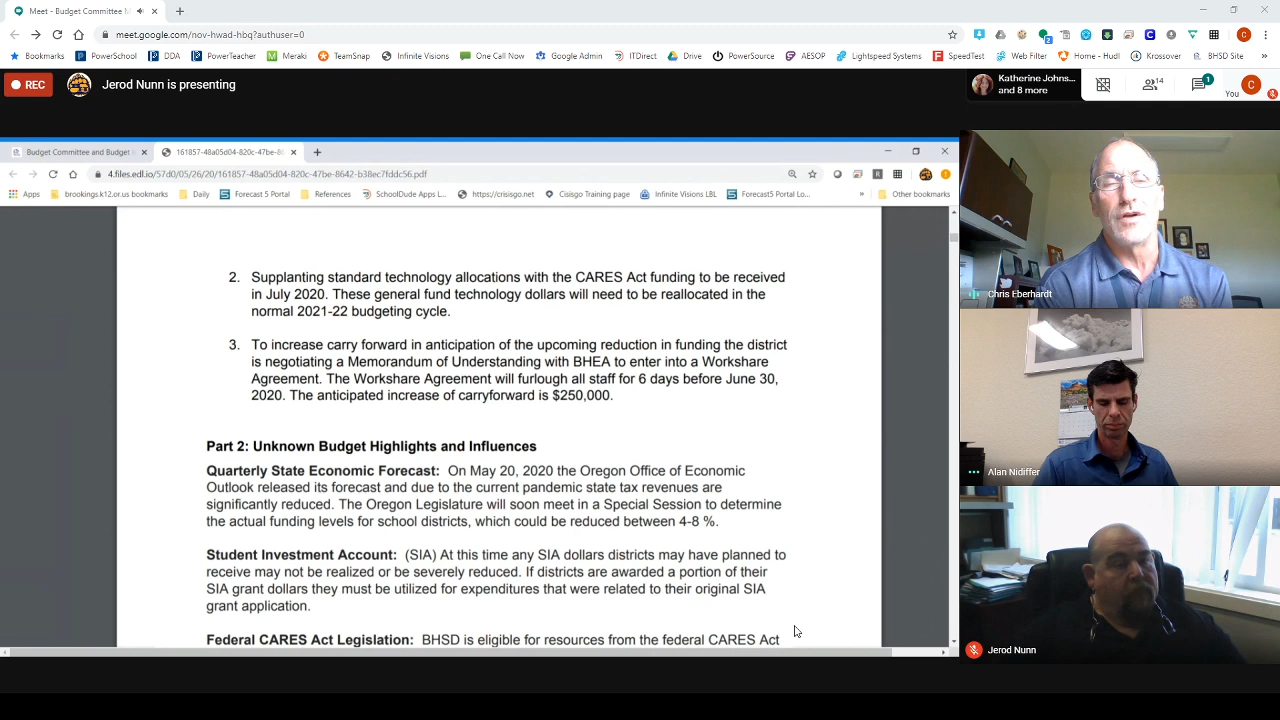 Meet - Budget Committee M
meet.google.com/nov-hwad-hbq?authuser=0
Bookmarks PowerSchool DDA PowerTeacher Meraki TeamSnap Infinite Visions One Call Now Google Admin ITDirect Drive PowerSource AESOP Lightspeed Systems SpeedTest Web Filter Home - Hudl Krossover BHSD Site »
REC
Jerod Nunn is presenting
Katherine Johns...
and 8 more
14
1
You
C
Budget Committee and Budget
161857-48a05d04-820c-47be-8
4.files.edl.io/57d0/05/26/20/161857-48a05d04-820c-47be-8642-b38ec7fddc56.pdf
Apps brookings.k12.or.us bookmarks Daily Forecast 5 Portal References SchoolDude Apps L... https://crisisgo.net Cisisgo Training page Infinite Visions LBL Forecast5 Portal Lo... » Other bookmarks
2. Supplanting standard technology allocations with the CARES Act funding to be received
in July 2020. These general fund technology dollars will need to be reallocated in the
normal 2021-22 budgeting cycle.
3. To increase carry forward in anticipation of the upcoming reduction in funding the district
is negotiating a Memorandum of Understanding with BHEA to enter into a Workshare
Agreement. The Workshare Agreement will furlough all staff for 6 days before June 30,
2020. The anticipated increase of carryforward is $250,000.
Part 2: Unknown Budget Highlights and Influences
Quarterly State Economic Forecast: On May 20, 2020 the Oregon Office of Economic
Outlook released its forecast and due to the current pandemic state tax revenues are
significantly reduced. The Oregon Legislature will soon meet in a Special Session to determine
the actual funding levels for school districts, which could be reduced between 4-8 %.
Student Investment Account: (SIA) At this time any SIA dollars districts may have planned to
receive may not be realized or be severely reduced. If districts are awarded a portion of their
SIA grant dollars they must be utilized for expenditures that were related to their original SIA
grant application.
Federal CARES Act Legislation: BHSD is eligible for resources from the federal CARES Act
Chris Eberhardt
Alan Nidiffer
Jerod Nunn